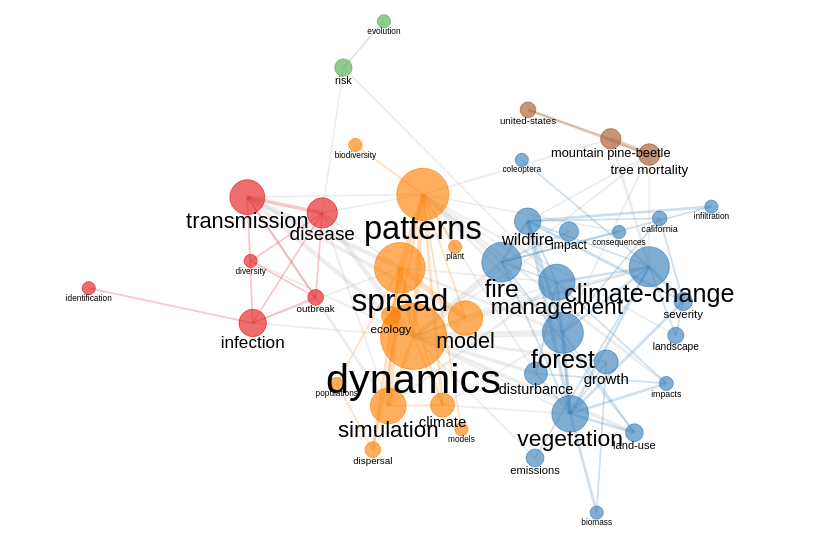 evolution
risk
united-states
biodiversity
mountain pine-beetle
coleoptera
tree mortality
transmission
disease
patterns
infiltration
california
wildfire
impact
consequences
plant
diversity
identification
fire
climate-change
management
spread
outbreak
severity
ecology
infection
model
landscape
forest
dynamics
growth
disturbance
populations
impacts
climate
simulation
models
vegetation
land-use
dispersal
emissions
biomass